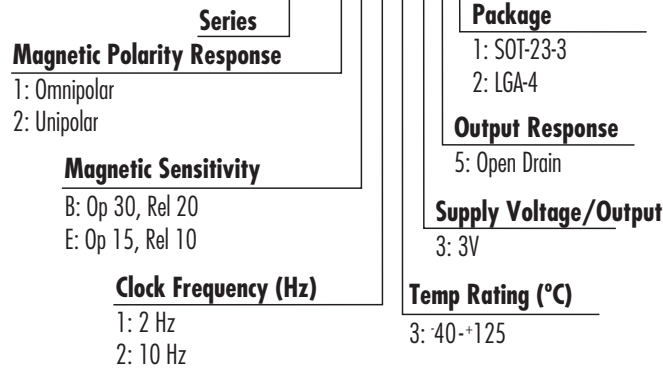 Series
Magnetic Polarity Response
1: Omnipolar
2: Unipolar
Magnetic Sensitivity
B: Op 30, Rel 20
E: Op 15, Rel 10
Clock Frequency (Hz)
1: 2 Hz
2: 10 Hz
Package
1: SOT-23-3
2: LGA-4
Output Response
5: Open Drain
Supply Voltage/Output
3: 3V
Temp Rating (°C)
3: -40-+125